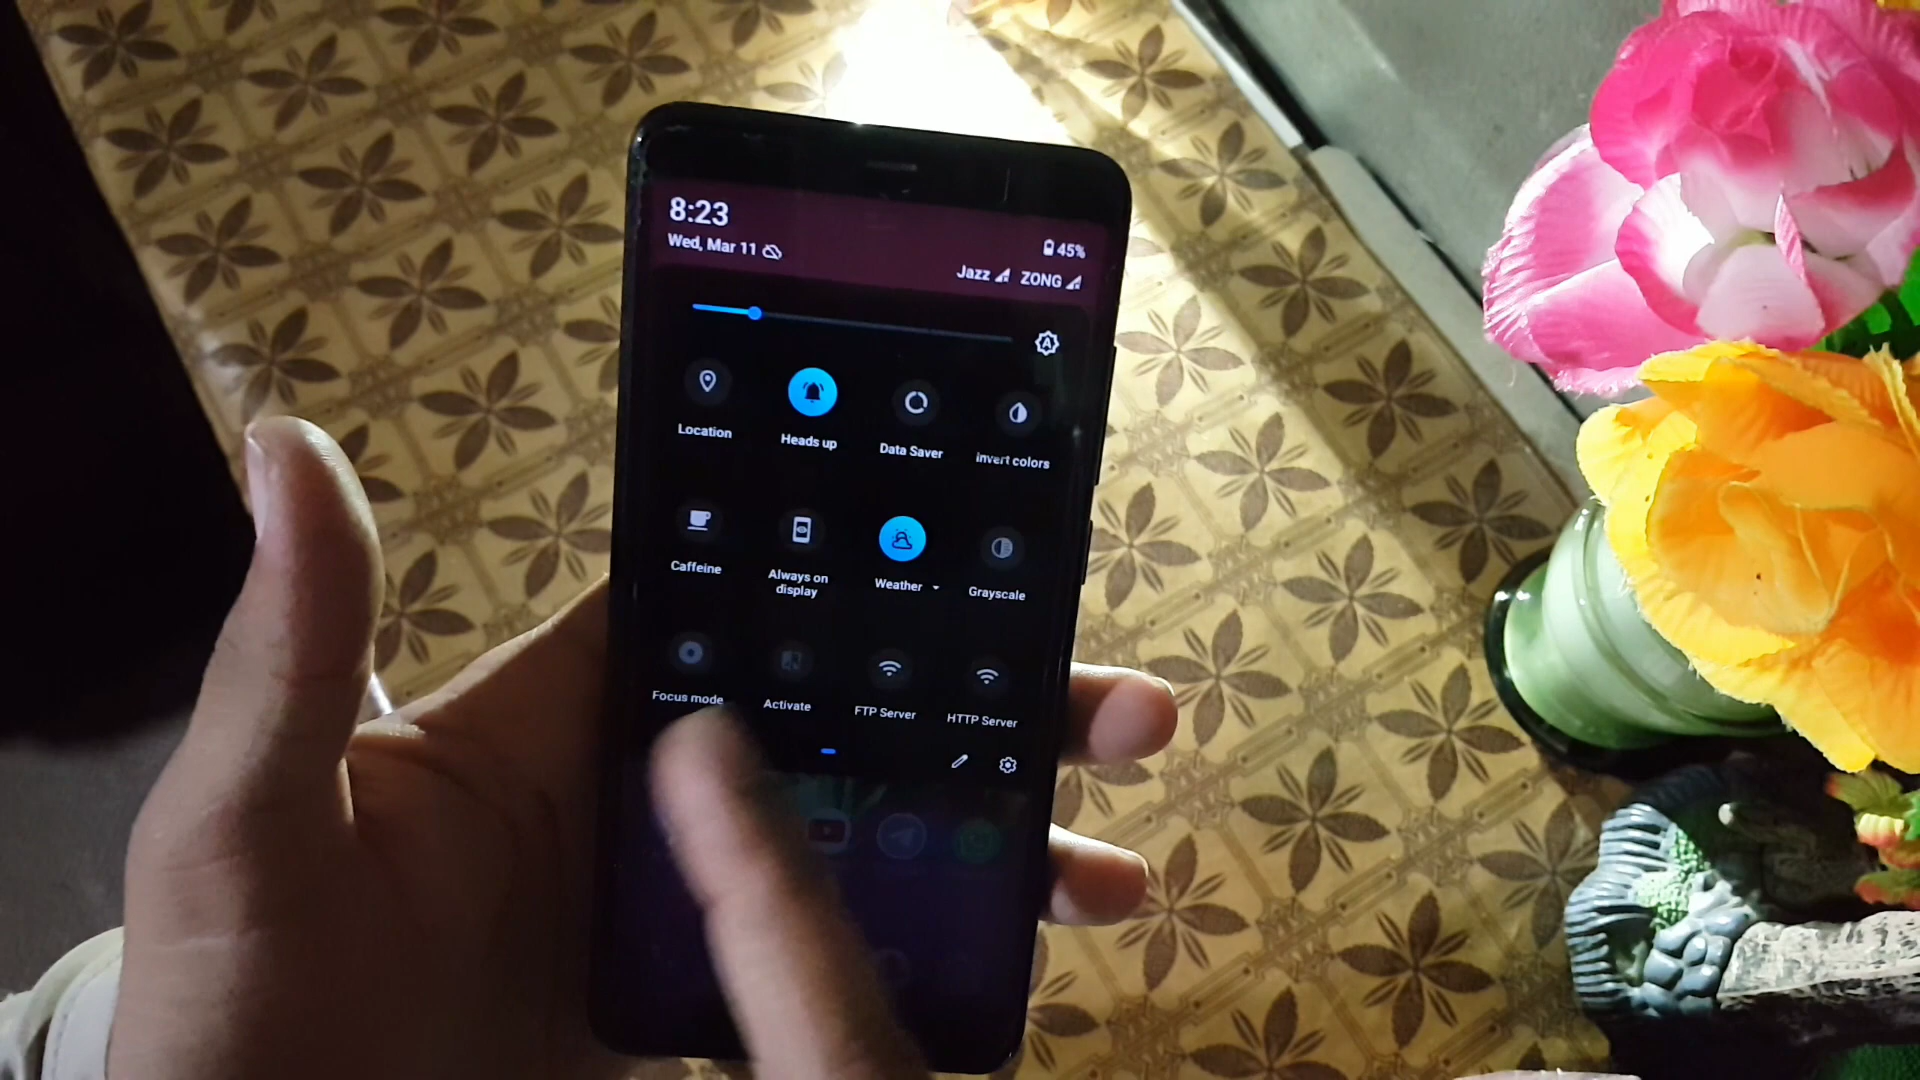 8:23
Wed, Mar 11
45%
Jazz ZONG
Location
Heads up
Data Saver
Invert colors
Caffeine
Always on
display
Weather
Grayscale
Focus mode
Activate
FTP Server
HTTP Server